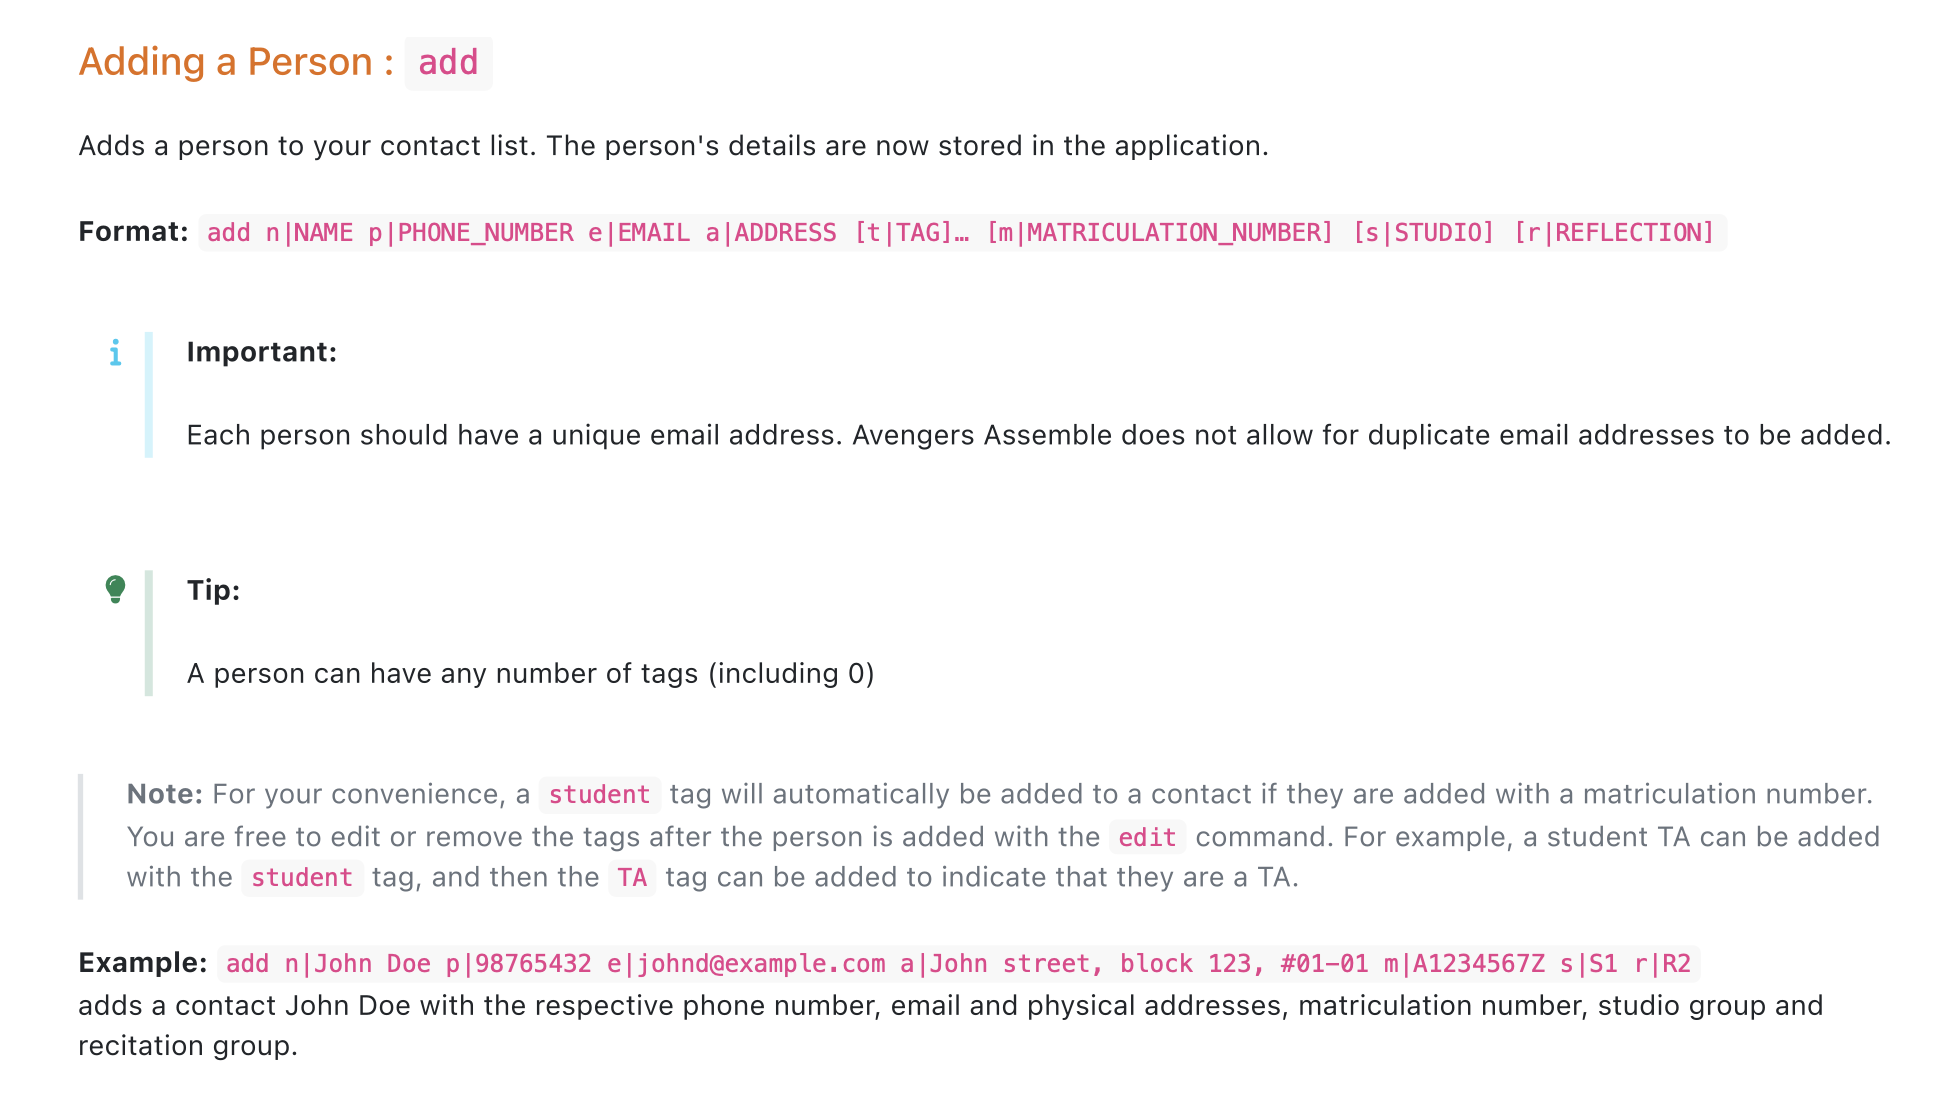 Adding a Person : add
Adds a person to your contact list. The person's details are now stored in the application.
Format: add n|NAME p|PHONE_NUMBER e|EMAIL a|ADDRESS [t|TAG]… [m|MATRICULATION_NUMBER] [s|STUDIO] [r|REFLECTION]
Important:
Each person should have a unique email address. Avengers Assemble does not allow for duplicate email addresses to be added.
Tip:
A person can have any number of tags (including 0)
Note: For your convenience, a student tag will automatically be added to a contact if they are added with a matriculation number.
You are free to edit or remove the tags after the person is added with the edit command. For example, a student TA can be added
with the student tag, and then the TA tag can be added to indicate that they are a TA.
Example: add n|John Doe p|98765432 e|johnd@example.com a|John street, block 123, #01-01 m|A1234567Z s|S1 r|R2
adds a contact John Doe with the respective phone number, email and physical addresses, matriculation number, studio group and
recitation group.